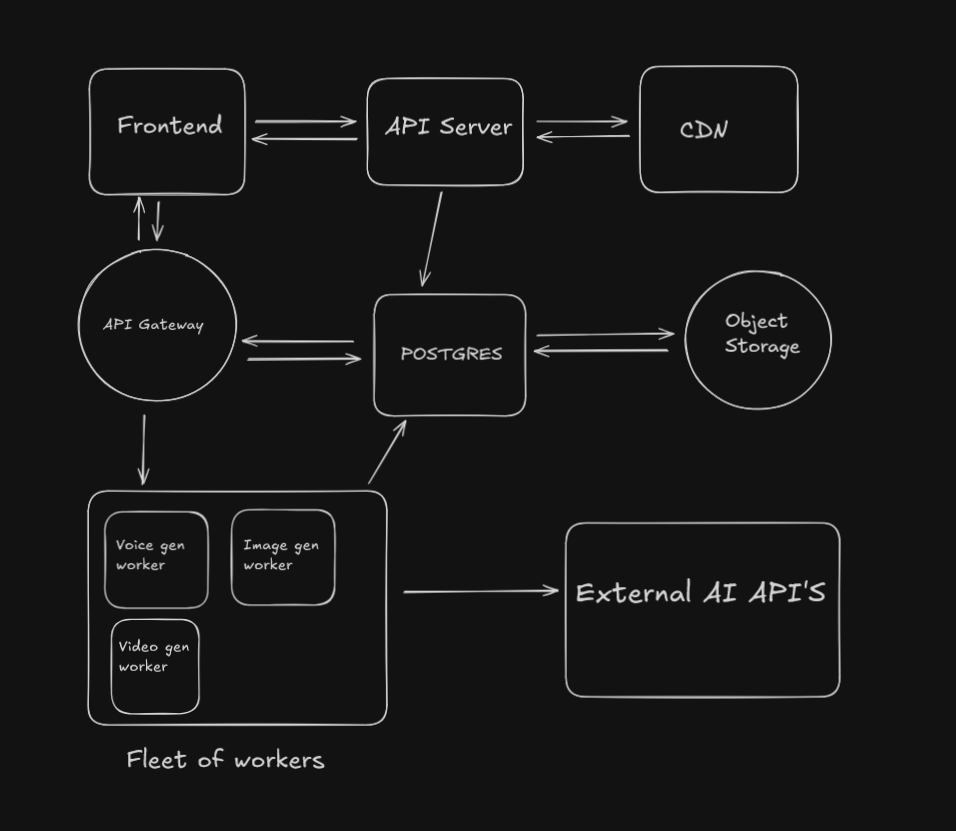 Frontend
API Server
CDN
API Gateway
POSTGRES
Object
Storage
Voice gen
worker
Image gen
worker
Video gen
worker
External AI API'S
Fleet of workers